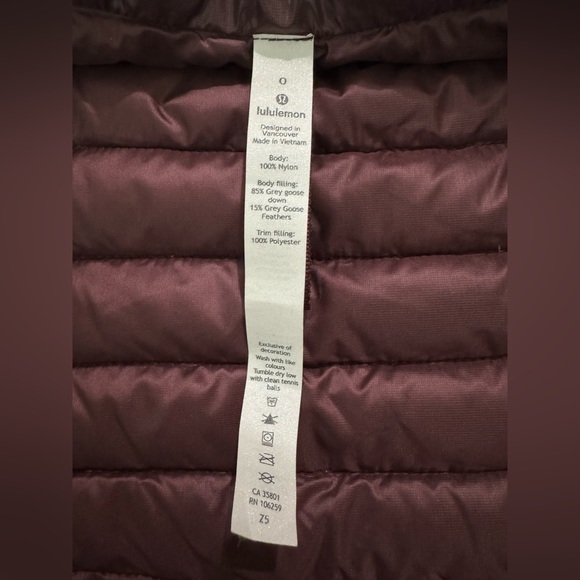 0
lululemon
Designed in
Vancouver
Made in Vietnam
Body:
100% Nylon
Body filling:
85% Grey goose
down
15% Grey Goose
Feathers
Trim filling:
100% Polyester
Exclusive of
decoration
Wash with like
colours
Tumble dry low
with clean tennis
balls
CA 35801
RN 106259
Z5